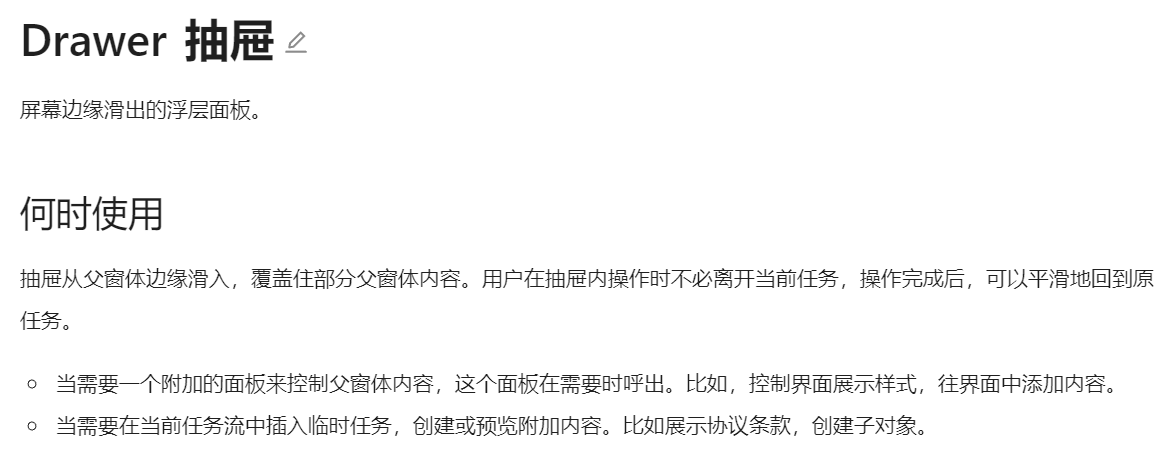 Drawer 抽屉
屏幕边缘滑出的浮层面板。
何时使用
抽屉从父窗体边缘滑入，覆盖住部分父窗体内容。用户在抽屉内操作时不必离开当前任务，操作完成后，可以平滑地回到原
任务。
当需要一个附加的面板来控制父窗体内容，这个面板在需要时呼出。比如，控制界面展示样式，往界面中添加内容。
当需要在当前任务流中插入临时任务，创建或预览附加内容。比如展示协议条款，创建子对象。